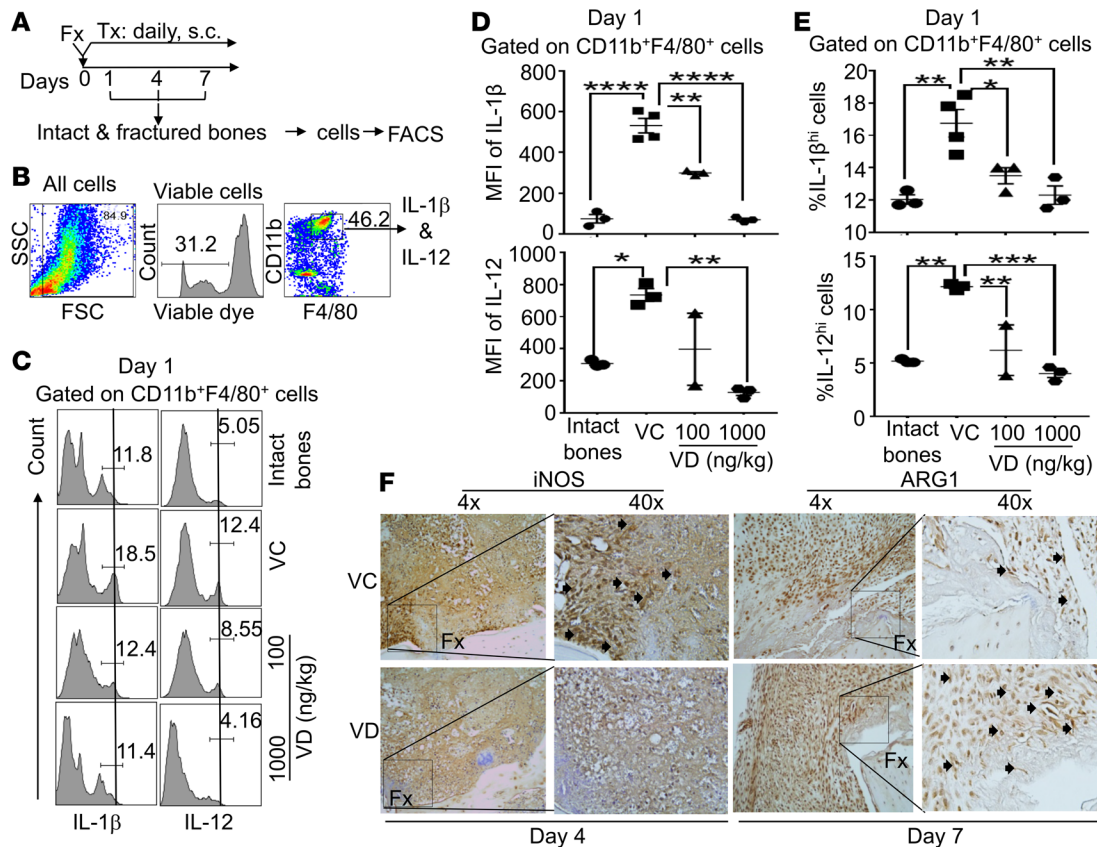 A
Fx Tx: daily, s.c.
Days 0 1 4 7
Intact & fractured bones cells FACS
B
All cells
84.9
SSC
FSC
Viable cells
31.2
Count
Viable dye
46.2
CD11b
F4/80
IL-1β
&
IL-12
C
Day 1
Gated on CD11b+F4/80+ cells
Count
11.8 5.05 Intact bones
18.5 12.4 VC
12.4 8.55 100
11.4 4.16 1000
VD (ng/kg)
IL-1β IL-12
D
Day 1
Gated on CD11b+F4/80+ cells
MFI of IL-1β
800
600
400
200
0
**** ****
**
MFI of IL-12
1000
800
600
400
200
0
* **
Intact bones VC 100 1000
VD (ng/kg)
E
Day 1
Gated on CD11b+F4/80+ cells
%IL-1βhi cells
20
18
16
14
12
10
** **
*
%IL-12hi cells
15
10
5
0
** ***
**
Intact bones VC 100 1000
VD (ng/kg)
F
iNOS ARG1
4x 40x 4x 40x
VC
Fx Fx
VD
Fx Fx
Day 4 Day 7